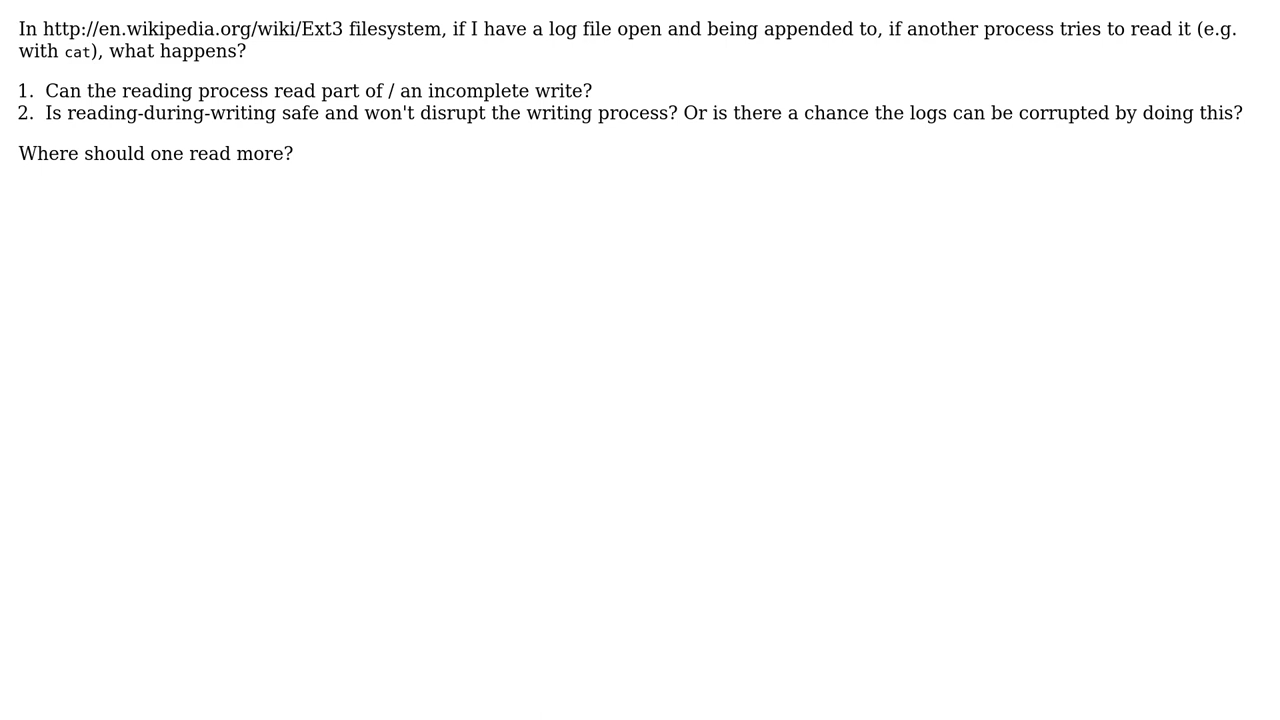 In http://en.wikipedia.org/wiki/Ext3 filesystem, if I have a log file open and being appended to, if another process tries to read it (e.g.
with cat), what happens?
1. Can the reading process read part of / an incomplete write?
2. Is reading-during-writing safe and won't disrupt the writing process? Or is there a chance the logs can be corrupted by doing this?
Where should one read more?